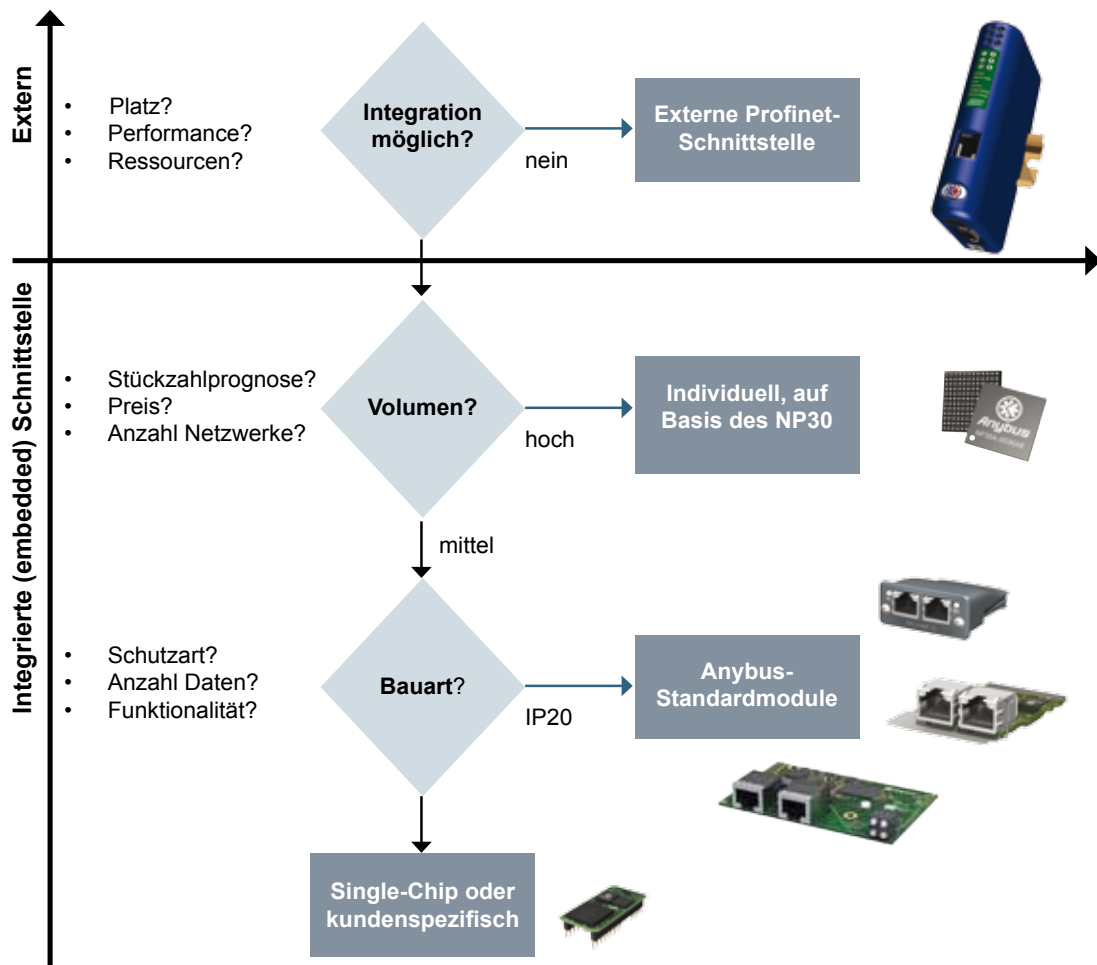 Extern
• Platz?
• Performance?
• Ressourcen?
Integration
möglich?
nein
Externe Profinet-
Schnittstelle
Integrierte (embedded) Schnittstelle
• Stückzahlprognose?
• Preis?
• Anzahl Netzwerke?
Volumen?
hoch
Individuell, auf
Basis des NP30
Anybus
mittel
• Schutzart?
• Anzahl Daten?
• Funktionalität?
Bauart?
IP20
Anybus-
Standardmodule
Single-Chip oder
kundenspezifisch